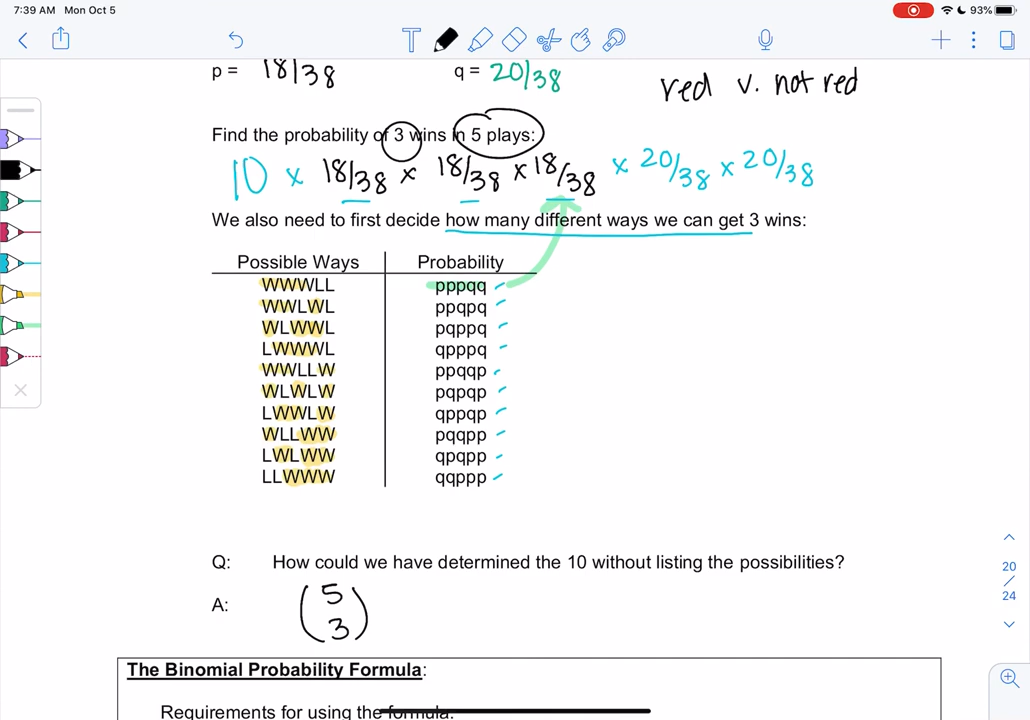 7:39 AM Mon Oct 5 93%
p = 18/38 q = 20/38 red v. not red
Find the probability of 3 wins in 5 plays:
10 × 18/38 × 18/38 × 18/38 × 20/38 × 20/38
We also need to first decide how many different ways we can get 3 wins:
Possible Ways Probability
WWWLL pppqq
WWLWL ppqpq
WLWWL pqppq
LWWWL qpppq
WWLLW ppqqp
WLWLW pqpqp
LWWLW qppqp
WLLWW pqqpp
LWLWW qpqpp
LLWWW qqppp
Q: How could we have determined the 10 without listing the possibilities?
A: (5
3)
The Binomial Probability Formula:
Requirements for using the formula:
20
/
24